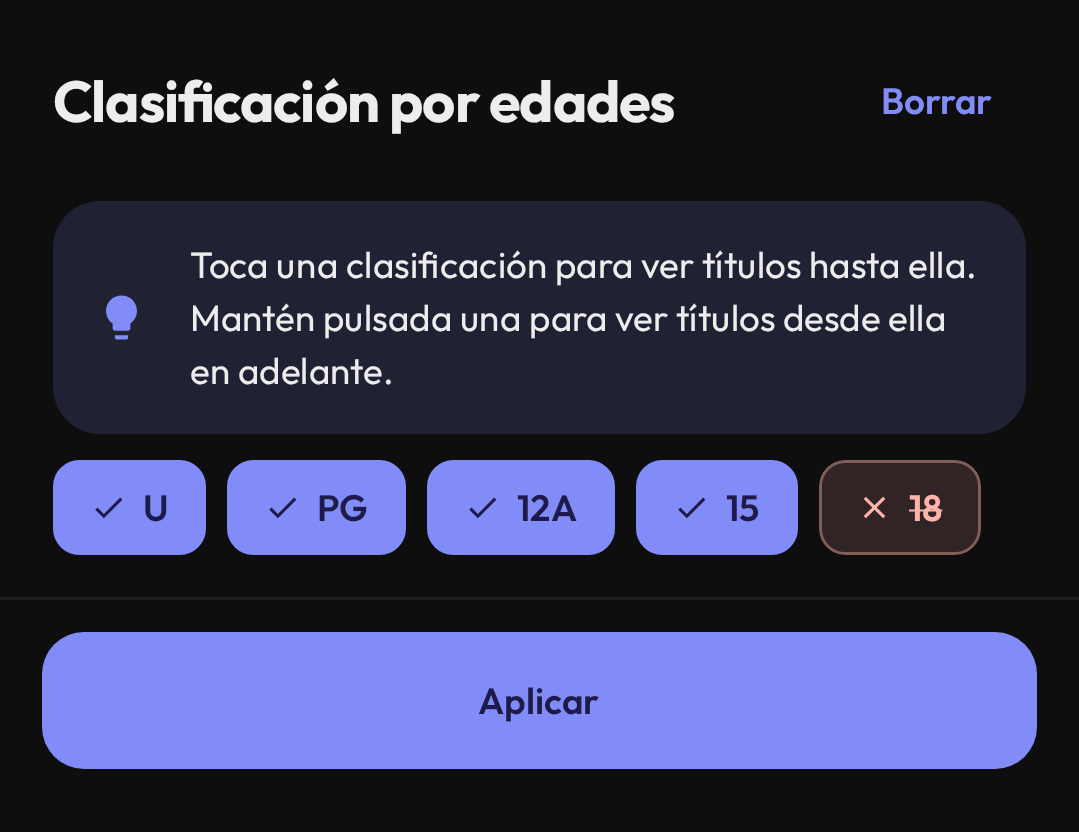 Clasificación por edades
Borrar
Toca una clasificación para ver títulos hasta ella.
Mantén pulsada una para ver títulos desde ella
en adelante.
U
PG
12A
15
18
Aplicar